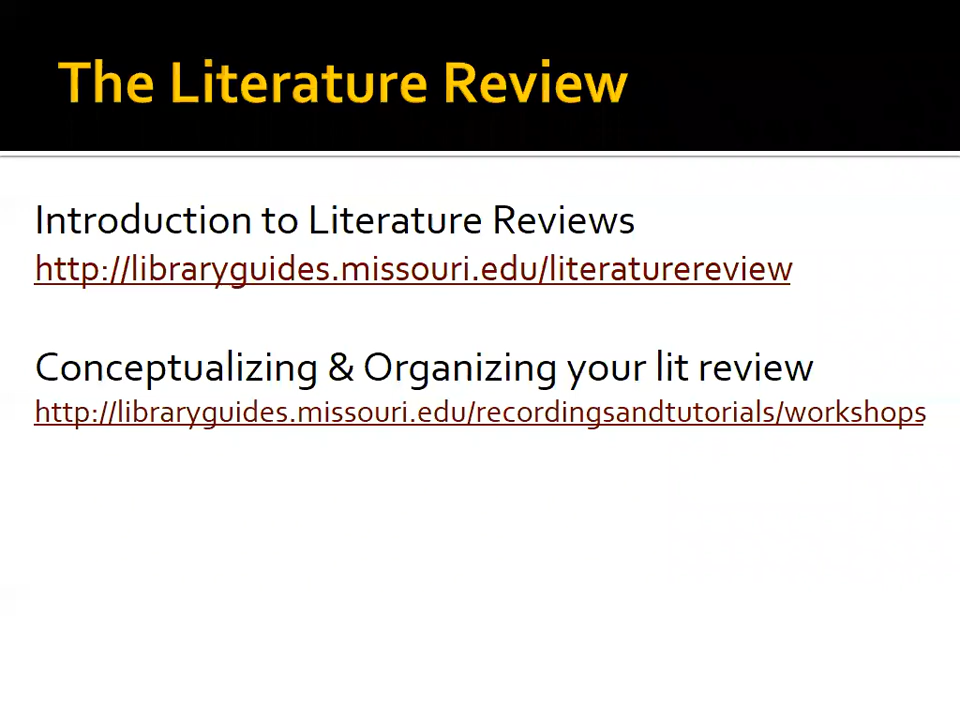 The Literature Review
Introduction to Literature Reviews
http://libraryguides.missouri.edu/literaturereview
Conceptualizing & Organizing your lit review
http://libraryguides.missouri.edu/recordingsandtutorials/workshops